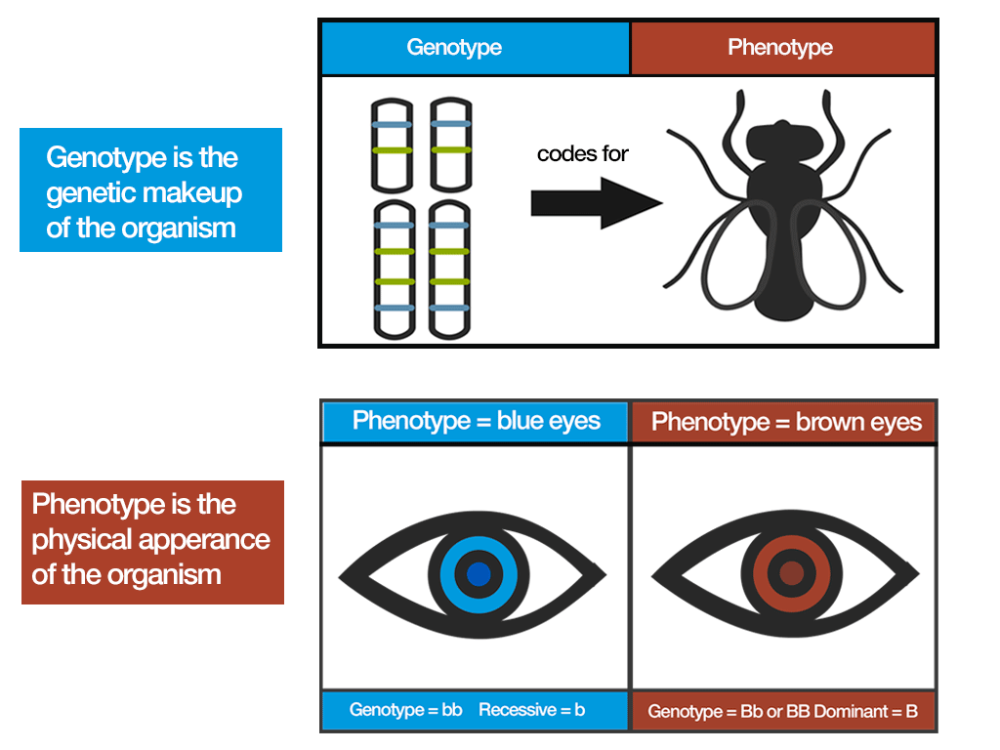 Genotype
Phenotype
Genotype is the
genetic makeup
of the organism
codes for
Phenotype = blue eyes
Phenotype = brown eyes
Phenotype is the
physical apperance
of the organism
Genotype = bb Recessive = b
Genotype = Bb or BB Dominant = B